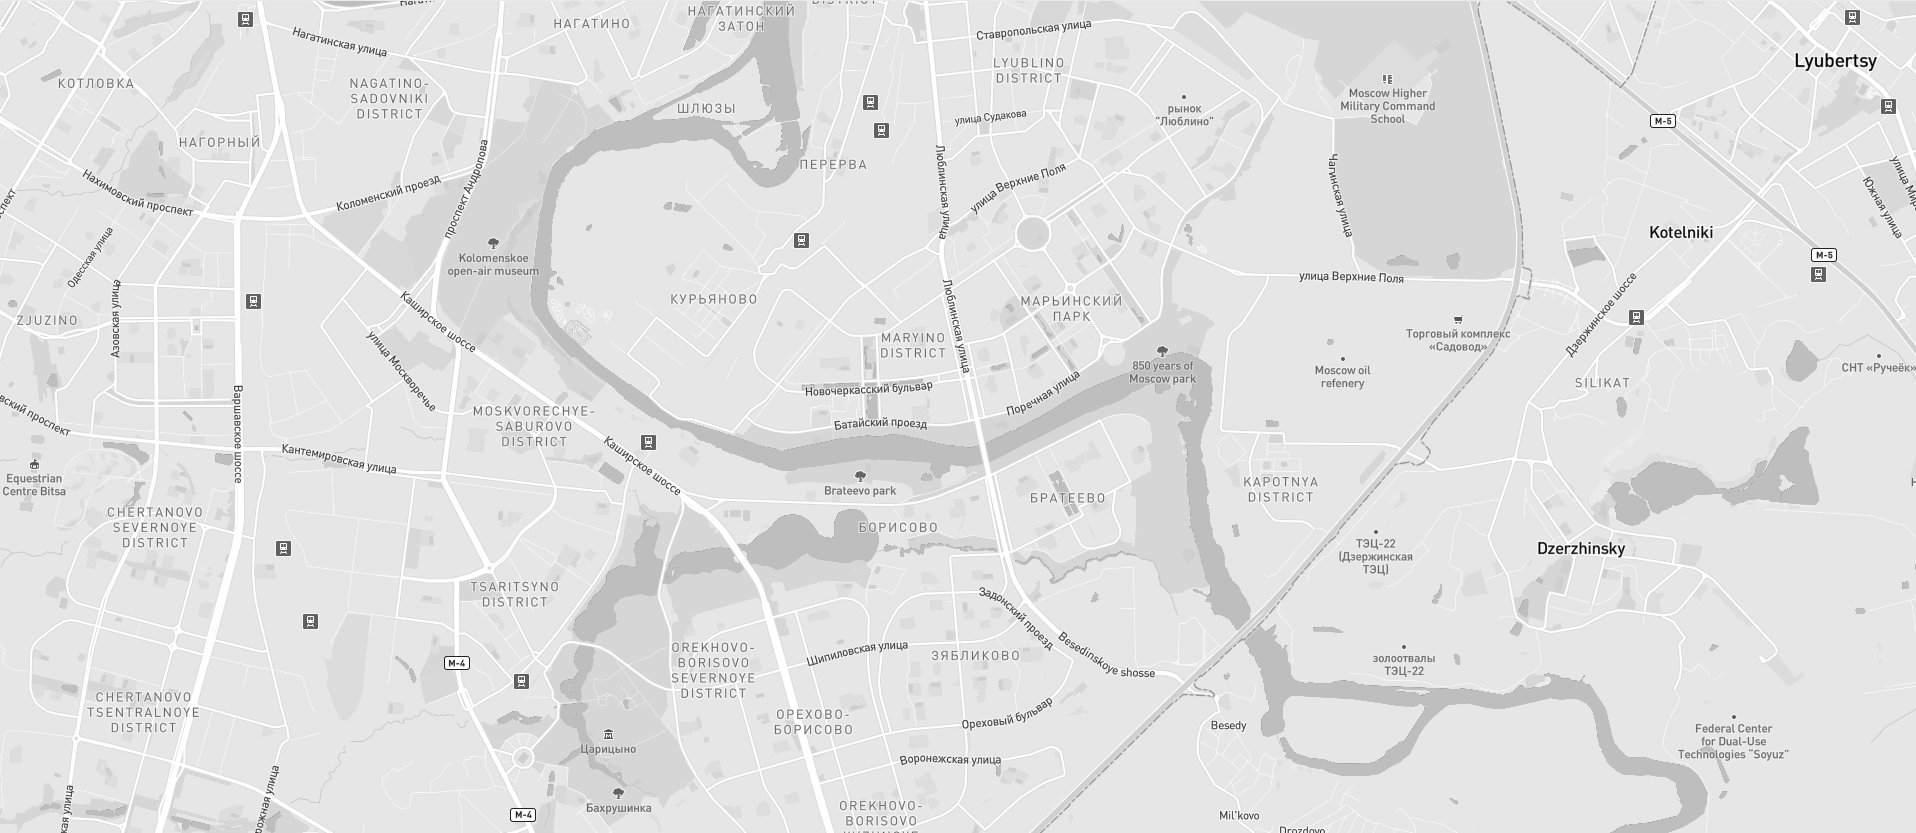 Нагатинская улица
НАГАТИНО
НАГАТИНСКИЙ
ЗАТОН
DISTRICT
Ставропольская улица
LYUBLINO
DISTRICT
Lyubertsy
КОТЛОВКА
NAGATINO-
SADOVNIKI
DISTRICT
ШЛЮЗЫ
улица Судакова
рынок
"Люблино"
Moscow Higher
Military Command
School
M-5
НАГОРНЫЙ
ПЕРЕРВА
Нахимовский проспект
Коломенский проезд
проспект Андропова
Люблинская улица
улица Верхние Поля
Чагинская улица
Южная улица
Kotelniki
M-5
Одесская улица
Kolomenskoe
open-air museum
КУРЬЯНОВО
МАРЬИНСКИЙ
ПАРК
улица Верхние Поля
Дзержинское шоссе
ZJUZINO
Азовская улица
Каширское шоссе
улица Москворечье
MARYINO
DISTRICT
Люблинская улица
Торговый комплекс
«Садовод»
850 years of
Moscow park
Moscow oil
refenery
SILIKAT
СНТ «Ручеёк»
Варшавское шоссе
Новочеркасский бульвар
Поречная улица
Батайский проезд
MOSKVORECHYE-
SABUROVO
DISTRICT
Каширское шоссе
Кантемировская улица
Equestrian
Centre Bitsa
Brateevo park
БРАТЕЕВО
KAPOTNYA
DISTRICT
CHERTANOVO
SEVERNOYE
DISTRICT
БОРИСОВО
ТЭЦ-22
(Дзержинская
ТЭЦ)
Dzerzhinsky
TSARITSYNO
DISTRICT
Задонский проезд
Besedinskoye shosse
OREKHOVO-
BORISOVO
SEVERNOYE
DISTRICT
Шипиловская улица
ЗЯБЛИКОВО
золоотвалы
ТЭЦ-22
M-4
CHERTANOVO
TSENTRALNOYE
DISTRICT
ОРЕХОВО-
БОРИСОВО
Ореховый бульвар
Besedy
Federal Center
for Dual-Use
Technologies "Soyuz"
Царицыно
Воронежская улица
Бахрушинка
M-4
OREKHOVO-
BORISOVO
Mil'kovo
Drozdovo